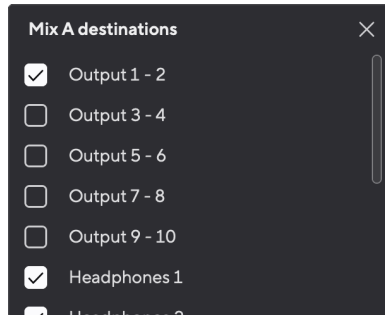 Mix A destinations
Output 1 - 2
Output 3 - 4
Output 5 - 6
Output 7 - 8
Output 9 - 10
Headphones 1